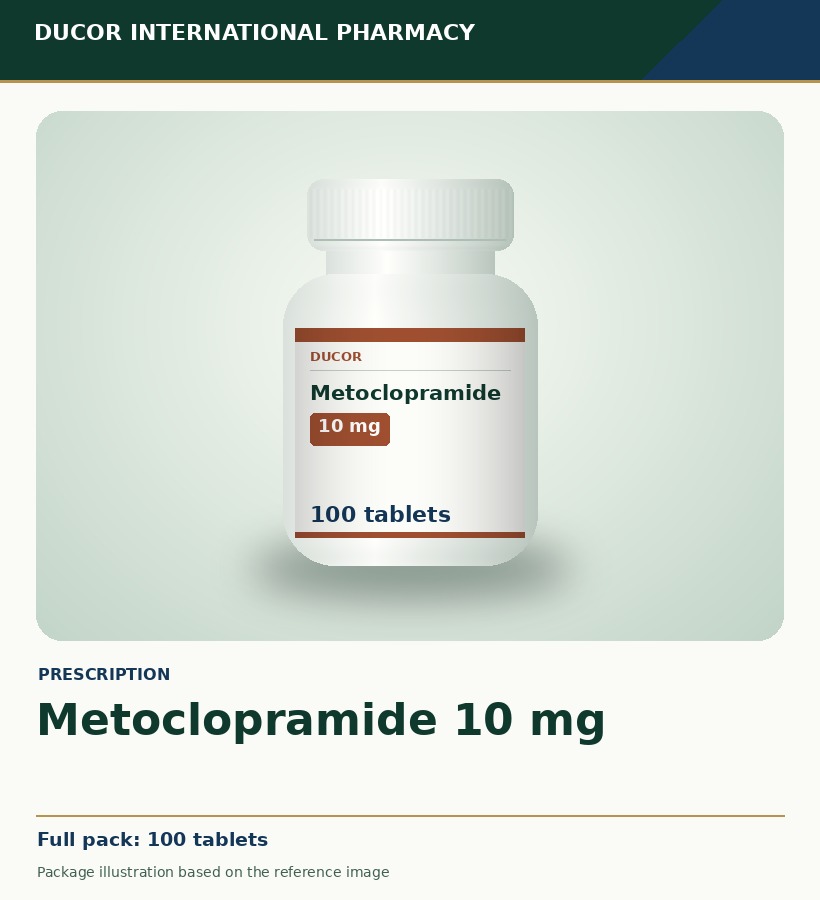 DUCOR INTERNATIONAL PHARMACY
DUCOR
Metoclopramide
10 mg
100 tablets
PRESCRIPTION
Metoclopramide 10 mg
Full pack: 100 tablets
Package illustration based on the reference image